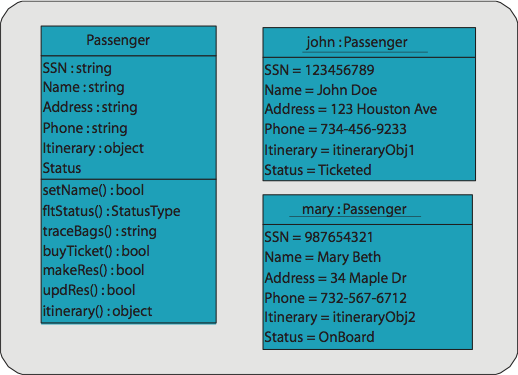 Passenger
SSN : string
Name : string
Address : string
Phone : string
Itinerary : object
Status
setName() : bool
fltStatus() : StatusType
traceBags() : string
buyTicket() : bool
makeRes() : bool
updRes() : bool
itinerary() : object
john : Passenger
SSN = 123456789
Name = John Doe
Address = 123 Houston Ave
Phone = 734-456-9233
Itinerary = itineraryObj1
Status = Ticketed
mary : Passenger
SSN = 987654321
Name = Mary Beth
Address = 34 Maple Dr
Phone = 732-567-6712
Itinerary = itineraryObj2
Status = OnBoard